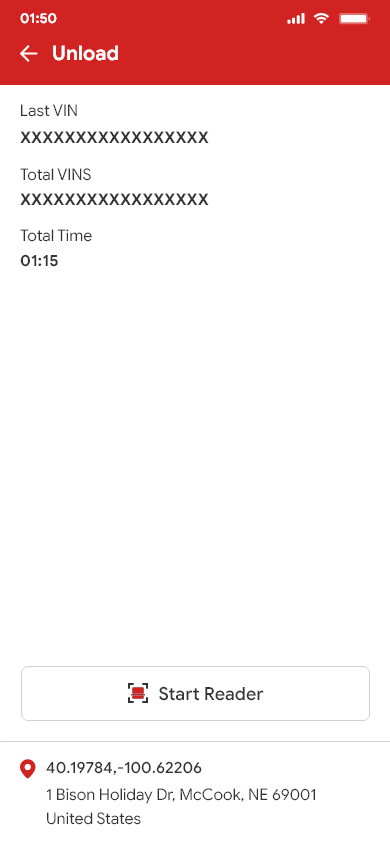 01:50
Unload
Last VIN
XXXXXXXXXXXXXXXXX
Total VINS
XXXXXXXXXXXXXXXXX
Total Time
01:15
Start Reader
40.19784,-100.62206
1 Bison Holiday Dr, McCook, NE 69001
United States